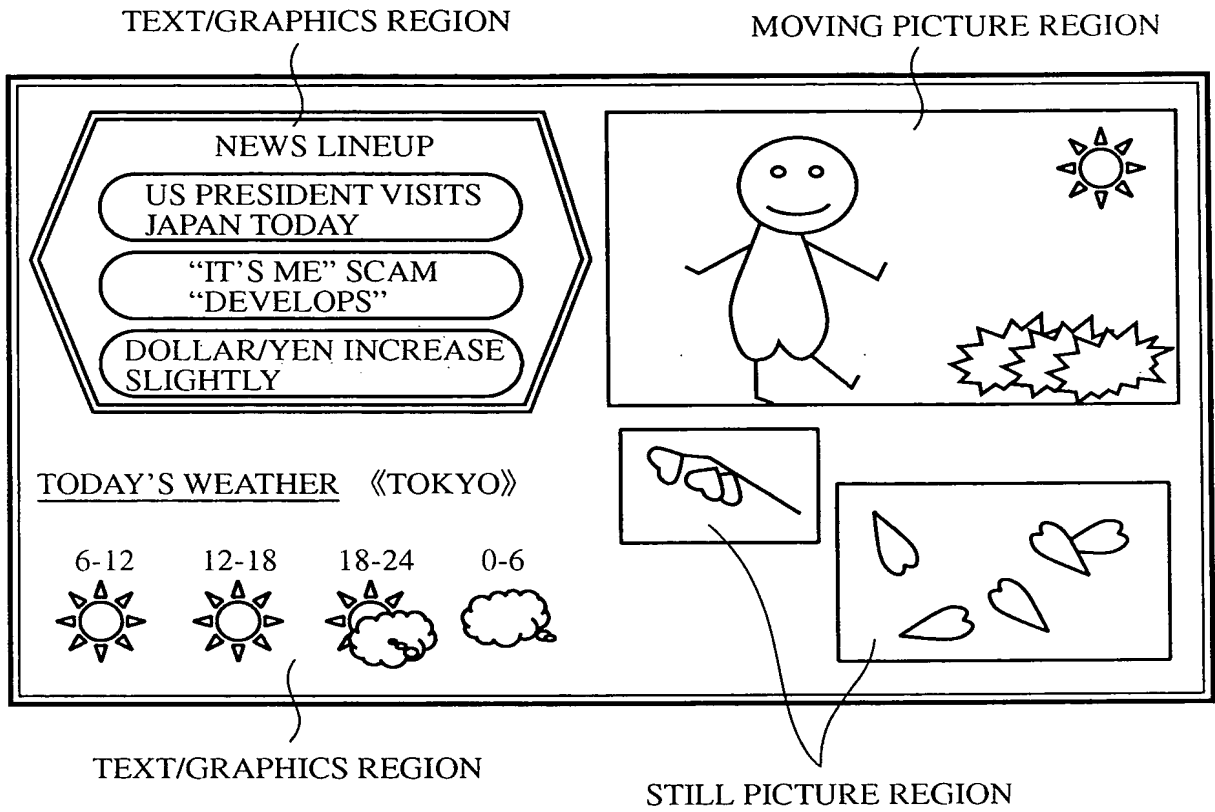 TEXT/GRAPHICS REGION
MOVING PICTURE REGION
NEWS LINEUP
US PRESIDENT VISITS
JAPAN TODAY
“IT’S ME” SCAM
“DEVELOPS”
DOLLAR/YEN INCREASE
SLIGHTLY
TODAY’S WEATHER 《TOKYO》
6-12 12-18 18-24 0-6
TEXT/GRAPHICS REGION
STILL PICTURE REGION